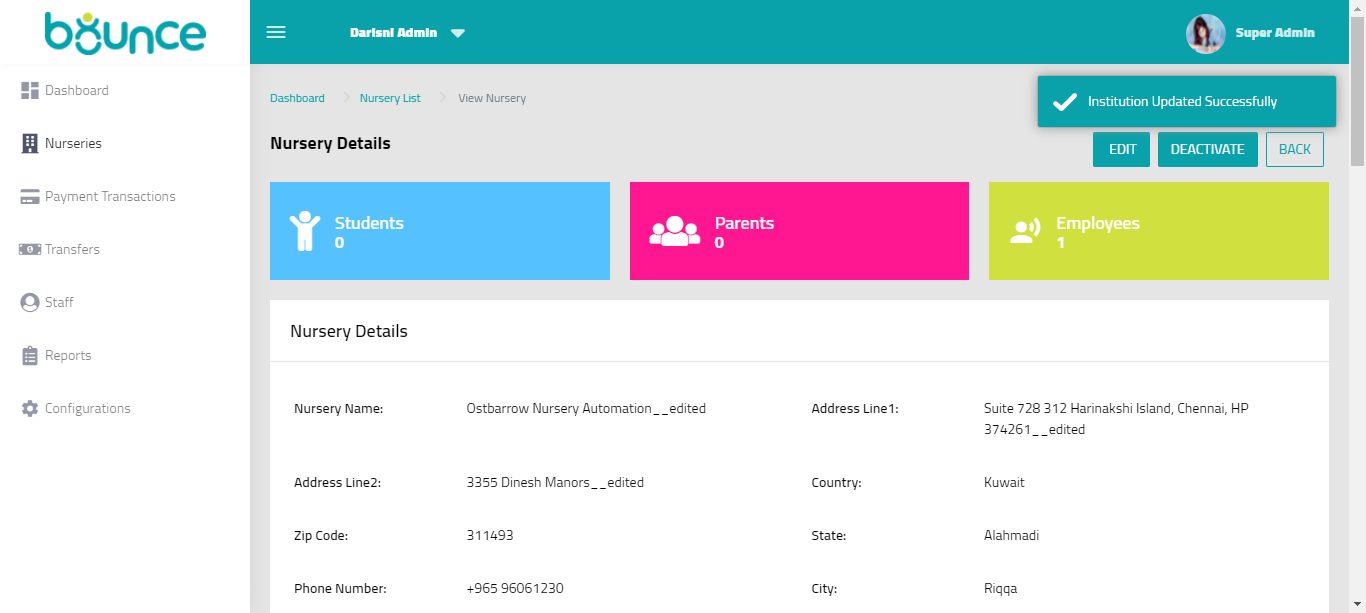 bounce
Darisni Admin
Super Admin
Dashboard
Nurseries
Payment Transactions
Transfers
Staff
Reports
Configurations
Dashboard
Nursery List
View Nursery
Institution Updated Successfully
Nursery Details
EDIT
DEACTIVATE
BACK
Students
0
Parents
0
Employees
1
Nursery Details
Nursery Name: Ostbarrow Nursery Automation__edited
Address Line1: Suite 728 312 Harinakshi Island, Chennai, HP
374261__edited
Address Line2: 3355 Dinesh Manors__edited
Country: Kuwait
Zip Code: 311493
State: Alahmadi
Phone Number: +965 96061230
City: Riqqa